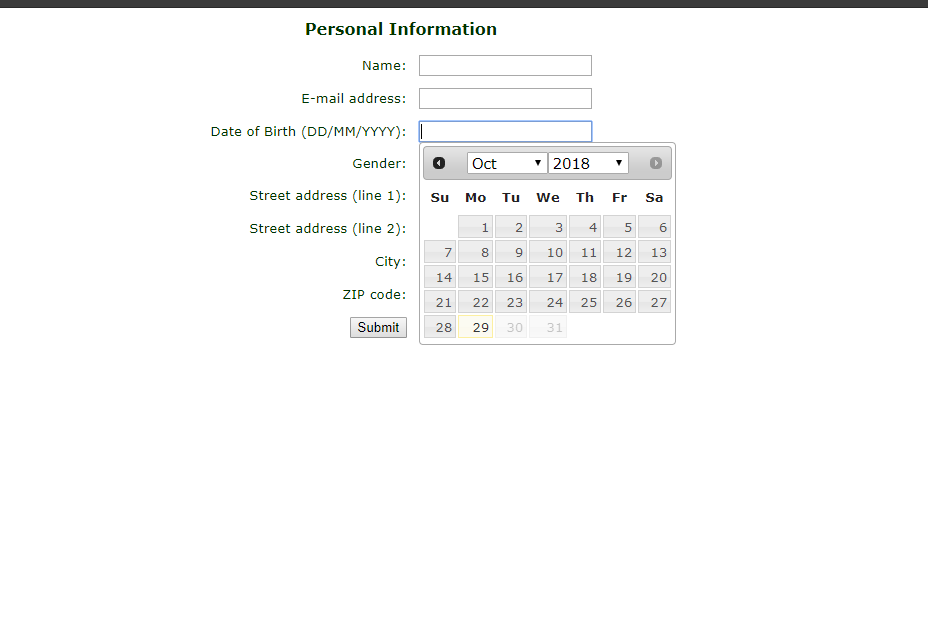 Personal Information
Name:
E-mail address:
Date of Birth (DD/MM/YYYY):
Gender:
Oct 2018
Street address (line 1):
Su Mo Tu We Th Fr Sa
Street address (line 2):
1 2 3 4 5 6
7 8 9 10 11 12 13
City:
14 15 16 17 18 19 20
ZIP code:
21 22 23 24 25 26 27
Submit
28 29 30 31